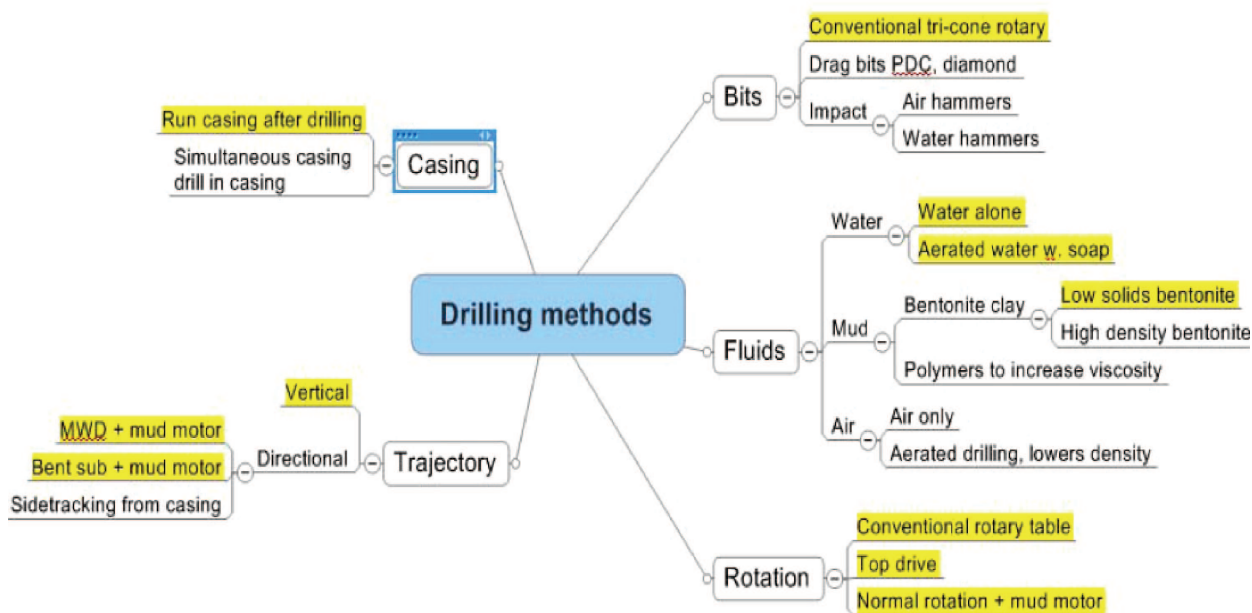 Drilling methods
Bits
Conventional tri-cone rotary
Drag bits PDC, diamond
Impact
Air hammers
Water hammers
Fluids
Water
Water alone
Aerated water w. soap
Mud
Bentonite clay
Low solids bentonite
High density bentonite
Polymers to increase viscosity
Air
Air only
Aerated drilling, lowers density
Rotation
Conventional rotary table
Top drive
Normal rotation + mud motor
Casing
Run casing after drilling
Simultaneous casing
drill in casing
Trajectory
Vertical
Directional
MWD + mud motor
Bent sub + mud motor
Sidetracking from casing